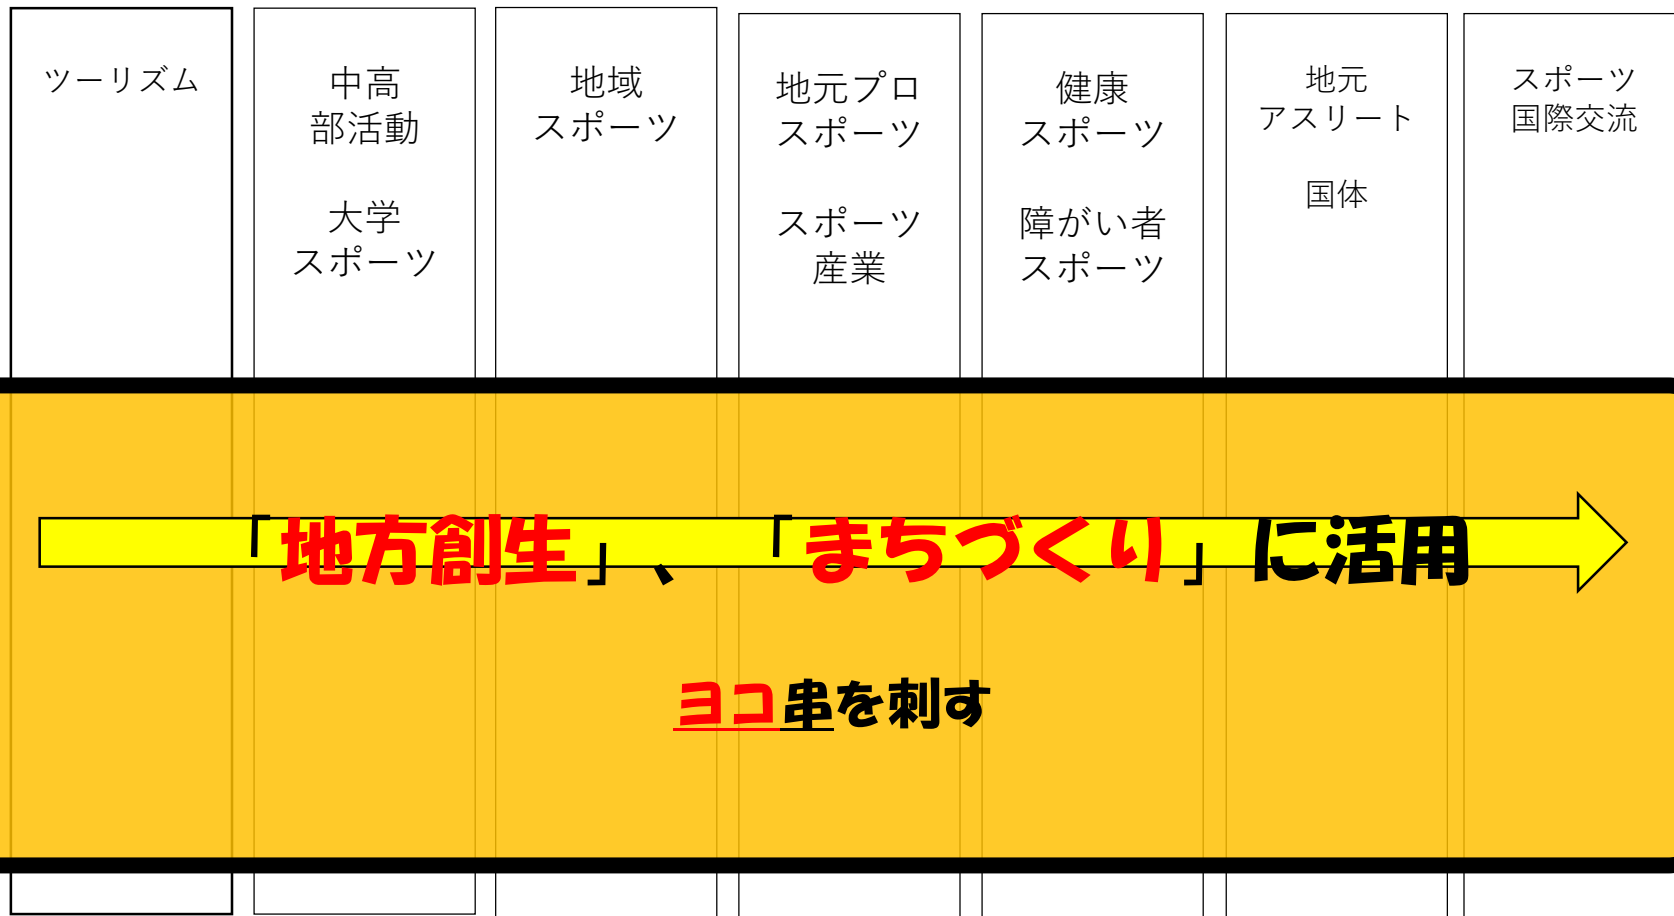 ツーリズム
中高
部活動
大学
スポーツ
地域
スポーツ
地元プロ
スポーツ
スポーツ
産業
健康
スポーツ
障がい者
スポーツ
地元
アスリート
国体
スポーツ
国際交流
「地方創生」、「まちづくり」に活用
ヨコ串を刺す